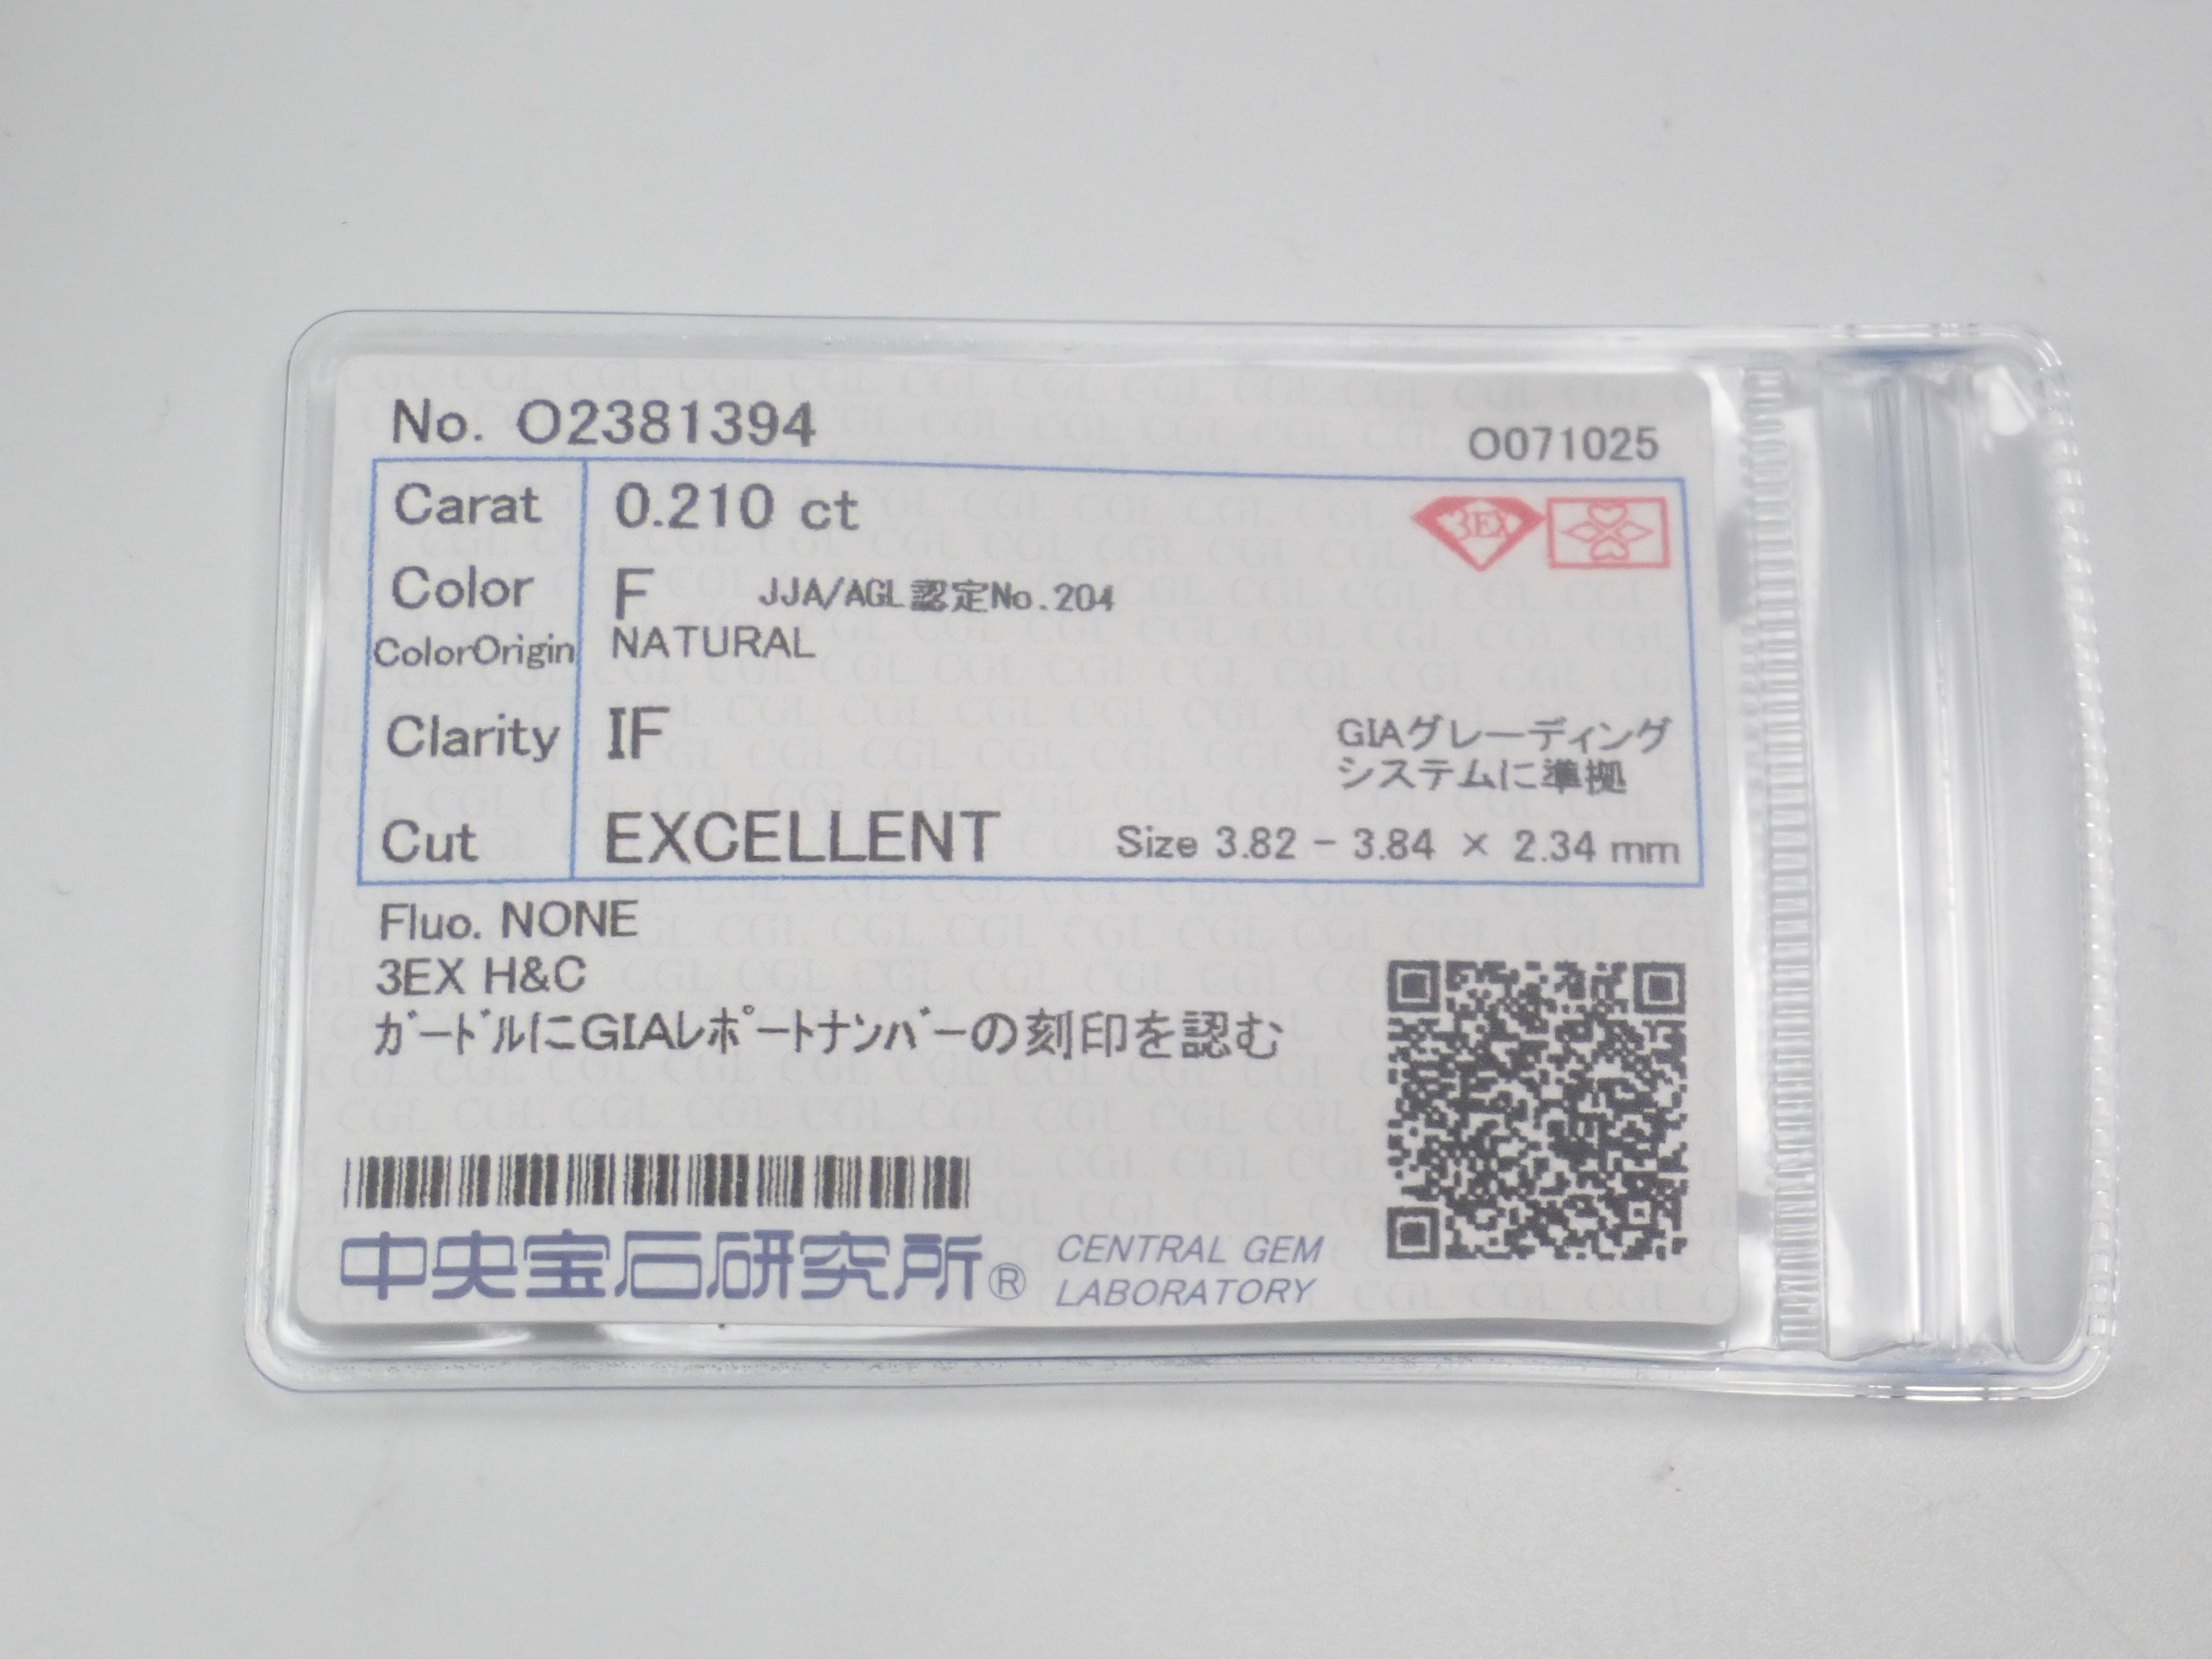 No. O2381394
O071025
Carat 0.210 ct
3EX
Color F JJA/AGL認定No.204
ColorOrigin NATURAL
Clarity IF
GIAグレーディング
システムに準拠
Cut EXCELLENT Size 3.82 - 3.84 × 2.34 mm
Fluo. NONE
3EX H&C
ｶﾞｰﾄﾞﾙにGIAﾚﾎﾟｰﾄﾅﾝﾊﾞｰの刻印を認む
中央宝石研究所® CENTRAL GEM
LABORATORY